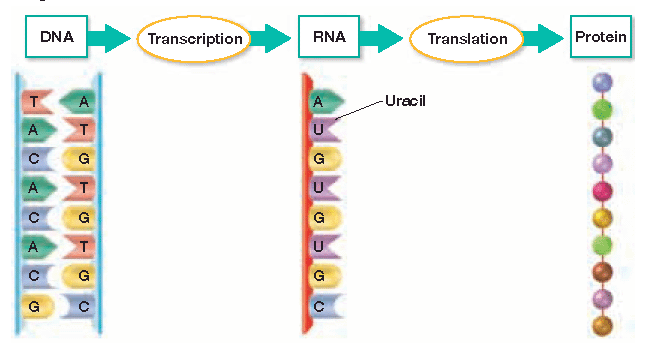 DNA Transcription RNA Translation Protein
T A A Uracil
A T U
C G G
A T U
C G G
A T U
C G G
G C C